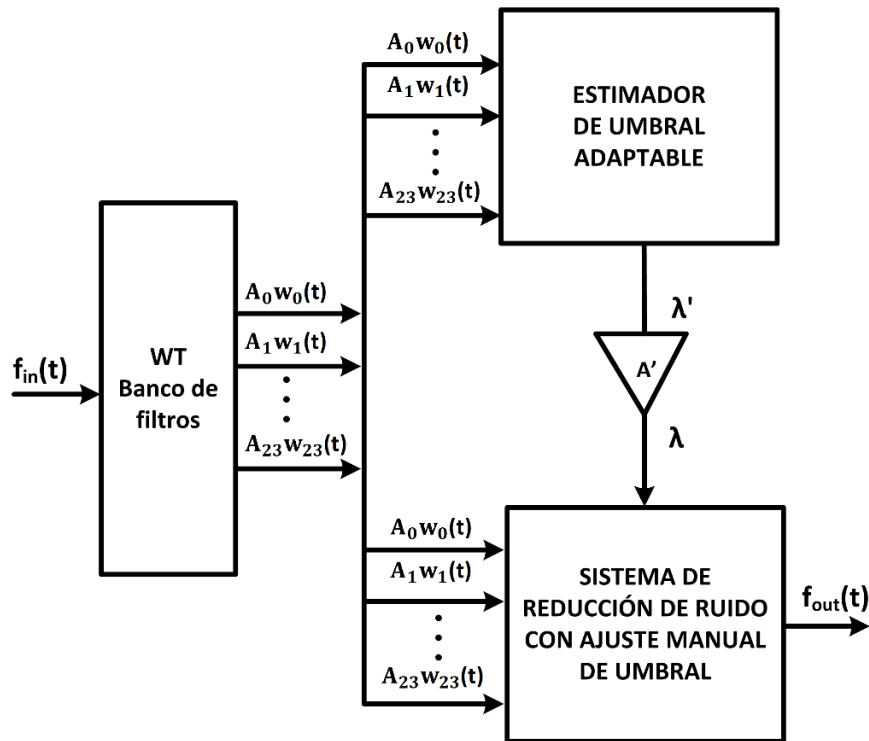 A₀w₀(t)
A₁w₁(t)
A₂₃w₂₃(t)
ESTIMADOR
DE UMBRAL
ADAPTABLE
f_in(t)
WT
Banco de
filtros
A₀w₀(t)
A₁w₁(t)
A₂₃w₂₃(t)
λ'
A'
λ
A₀w₀(t)
A₁w₁(t)
A₂₃w₂₃(t)
SISTEMA DE
REDUCCIÓN DE RUIDO
CON AJUSTE MANUAL
DE UMBRAL
f_out(t)